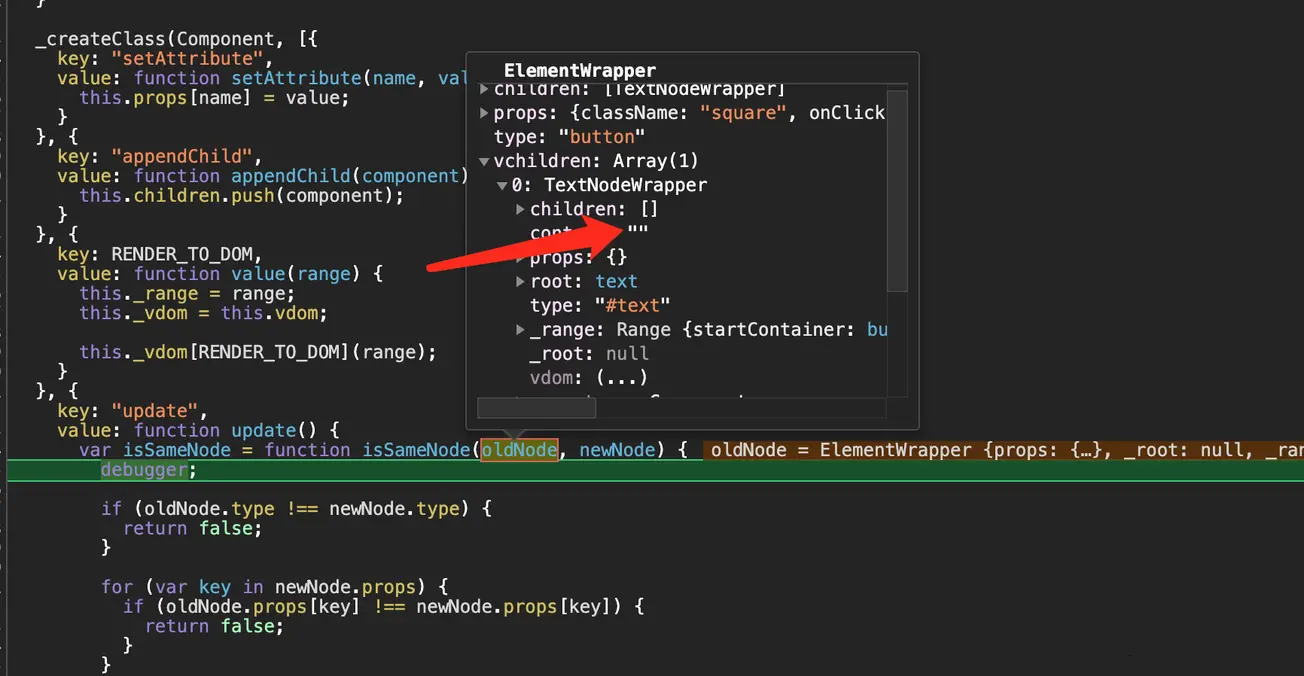 }
_createClass(Component, [{
key: "setAttribute",
value: function setAttribute(name, val
this.props[name] = value;
}
}, {
key: "appendChild",
value: function appendChild(component)
this.children.push(component);
}
}, {
key: RENDER_TO_DOM,
value: function value(range) {
this._range = range;
this._vdom = this.vdom;
this._vdom[RENDER_TO_DOM](range);
}
}, {
key: "update",
value: function update() {
var isSameNode = function isSameNode(oldNode, newNode) { oldNode = ElementWrapper {props: {…}, _root: null, _ran
debugger;
if (oldNode.type !== newNode.type) {
return false;
}
for (var key in newNode.props) {
if (oldNode.props[key] !== newNode.props[key]) {
return false;
}
}
ElementWrapper
children: [TextNodeWrapper]
props: {className: "square", onClick
type: "button"
vchildren: Array(1)
0: TextNodeWrapper
children: []
cont ""
props: {}
root: text
type: "#text"
_range: Range {startContainer: bu
_root: null
vdom: (...)